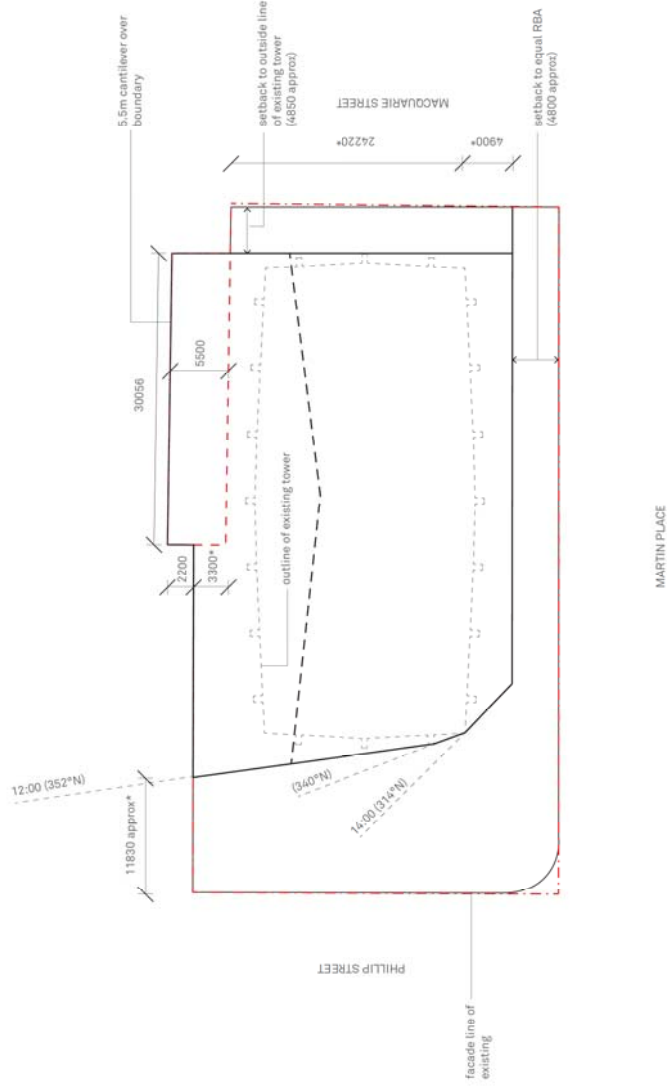 5.5m cantilever over
boundary
setback to outside line
of existing tower
(4850 approx)
MACQUARIE STREET
24220*
4900*
setback to equal RBA
(4800 approx)
30056
5500
2200
3300*
outline of existing tower
12:00 (352°N)
(340°N)
14:00 (314°N)
11830 approx*
PHILLIP STREET
facade line of
existing
MARTIN PLACE